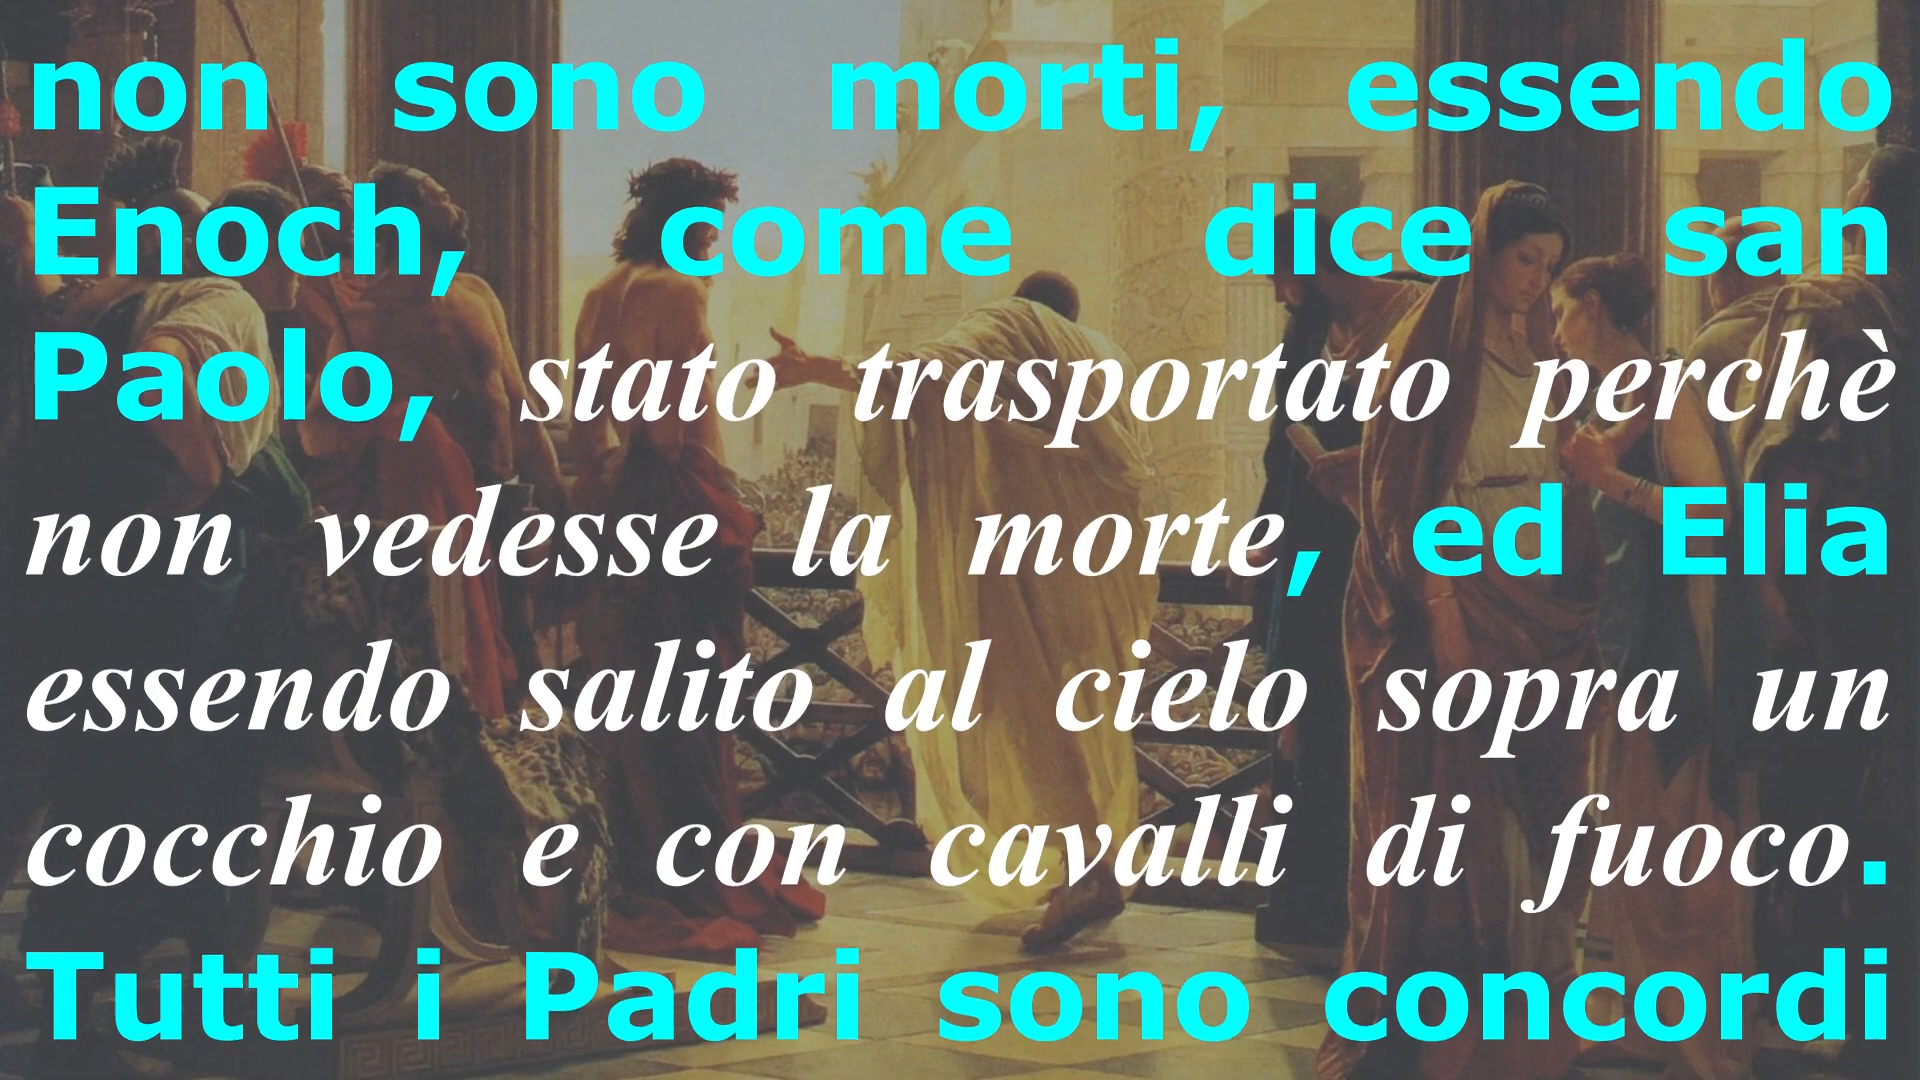 non sono morti, essendo
Enoch, come dice san
Paolo, stato trasportato perchè
non vedesse la morte, ed Elia
essendo salito al cielo sopra un
cocchio e con cavalli di fuoco.
Tutti i Padri sono concordi